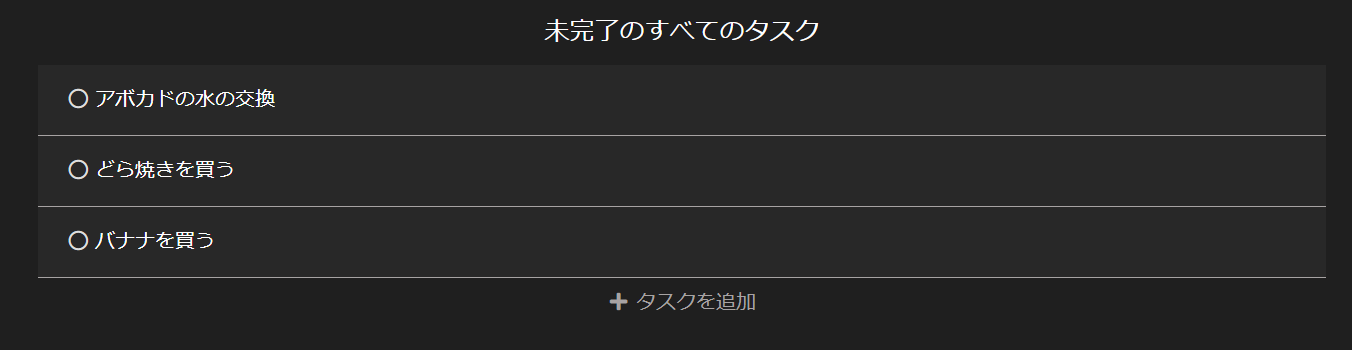 未完了のすべてのタスク
アボカドの水の交換
どら焼きを買う
バナナを買う
タスクを追加